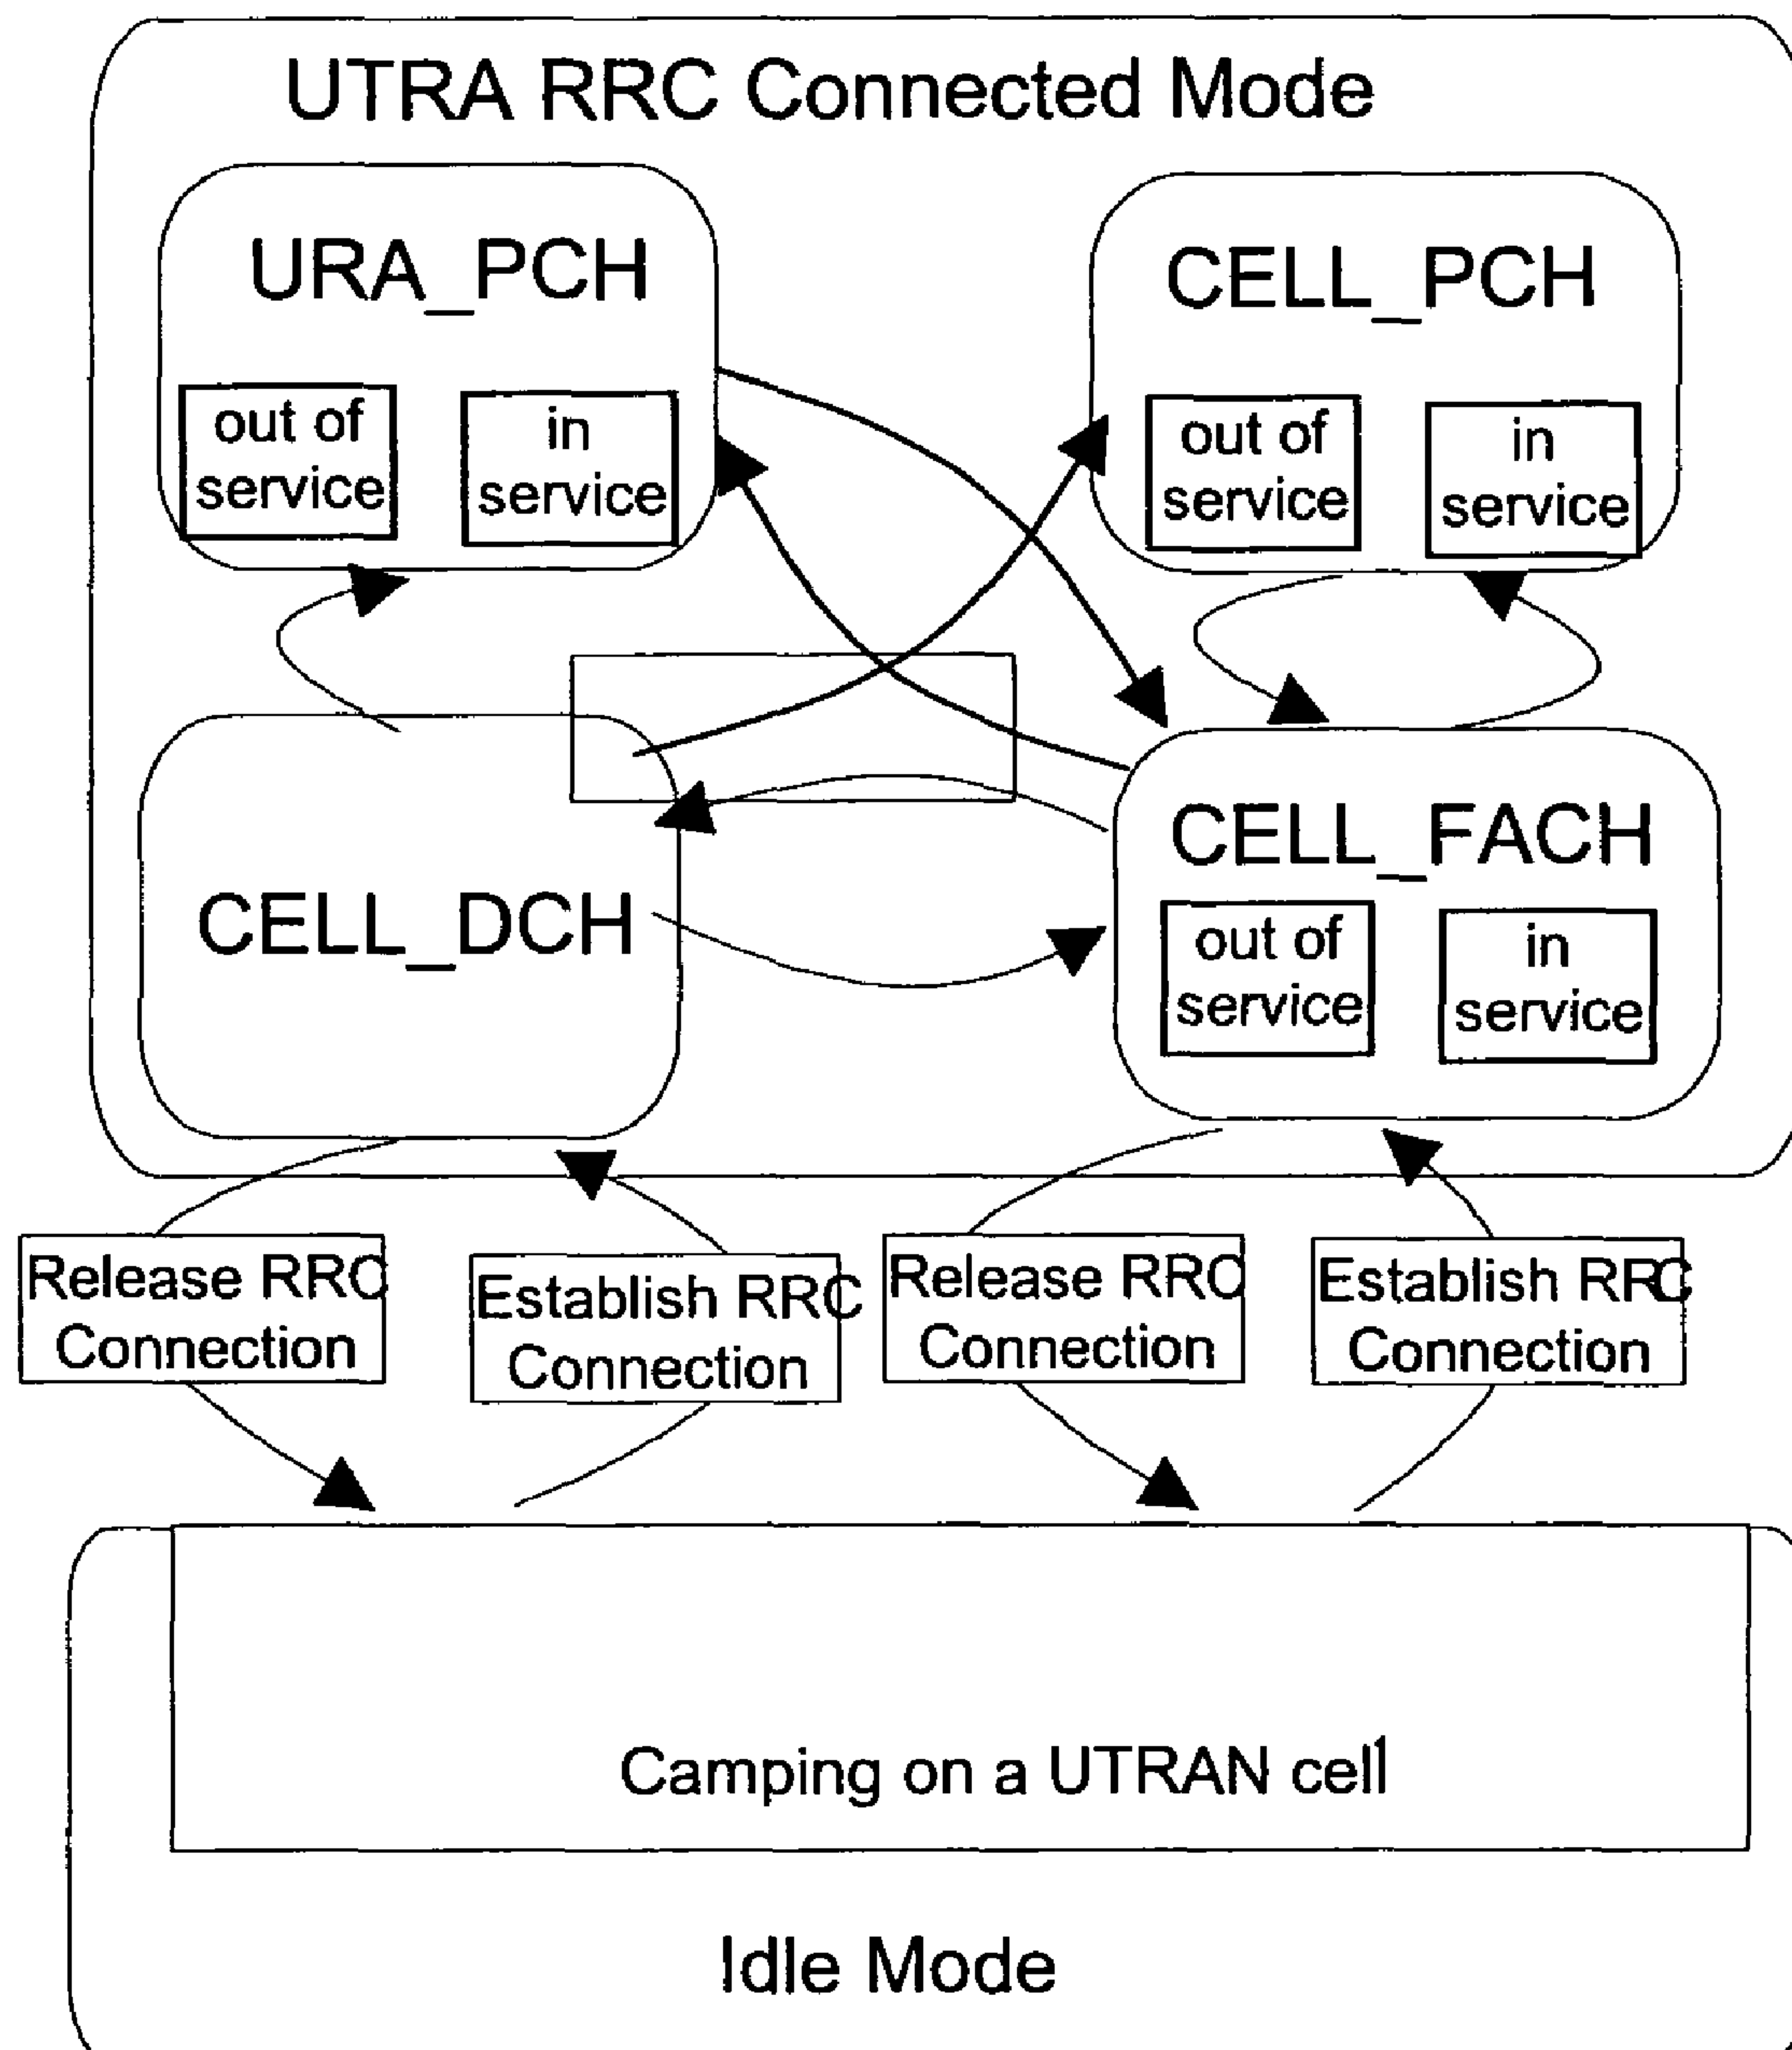 UTRA RRC Connected Mode
URA_PCH
CELL_PCH
out of
service
in
service
out of
service
in
service
CELL_DCH
CELL_FACH
out of
service
in
service
Release RRC
Connection
Establish RRC
Connection
Release RRC
Connection
Establish RRC
Connection
Camping on a UTRAN cell
Idle Mode